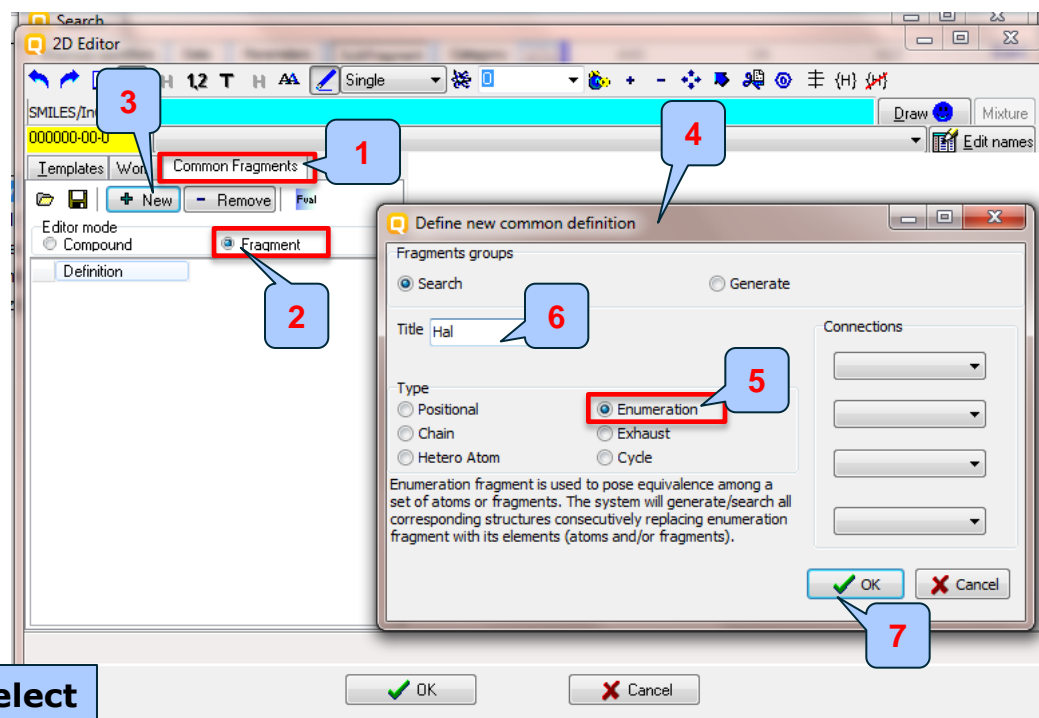 Search
2D Editor
H 1,2 T H AA Single 0 + - {H} {H}
3
SMILES/In
Draw Mixture
000000-00-0
Edit names
4
1
Templates Wor Common Fragments
New Remove Eval
Editor mode
Compound Fragment
Definition
2
Define new common definition
Fragments groups
Search Generate
Title Hal
6
Connections
5
Type
Positional Enumeration
Chain Exhaust
Hetero Atom Cycle
Enumeration fragment is used to pose equivalence among a
set of atoms or fragments. The system will generate/search all
corresponding structures consecutively replacing enumeration
fragment with its elements (atoms and/or fragments).
OK Cancel
7
elect
OK Cancel